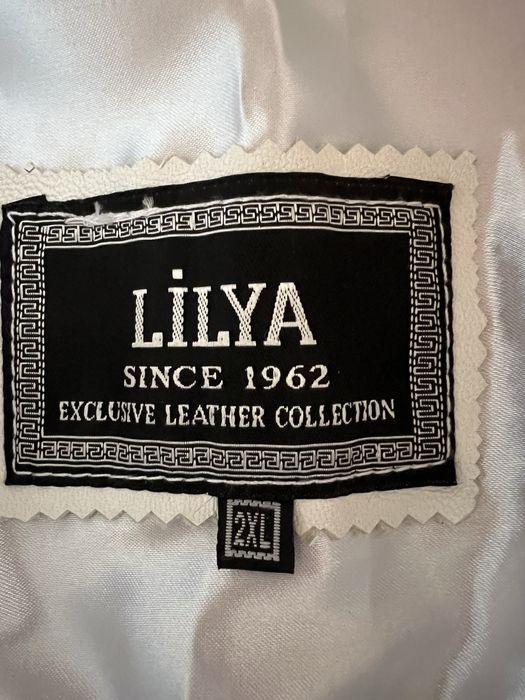 LİLYA
SINCE 1962
EXCLUSIVE LEATHER COLLECTION
2XL